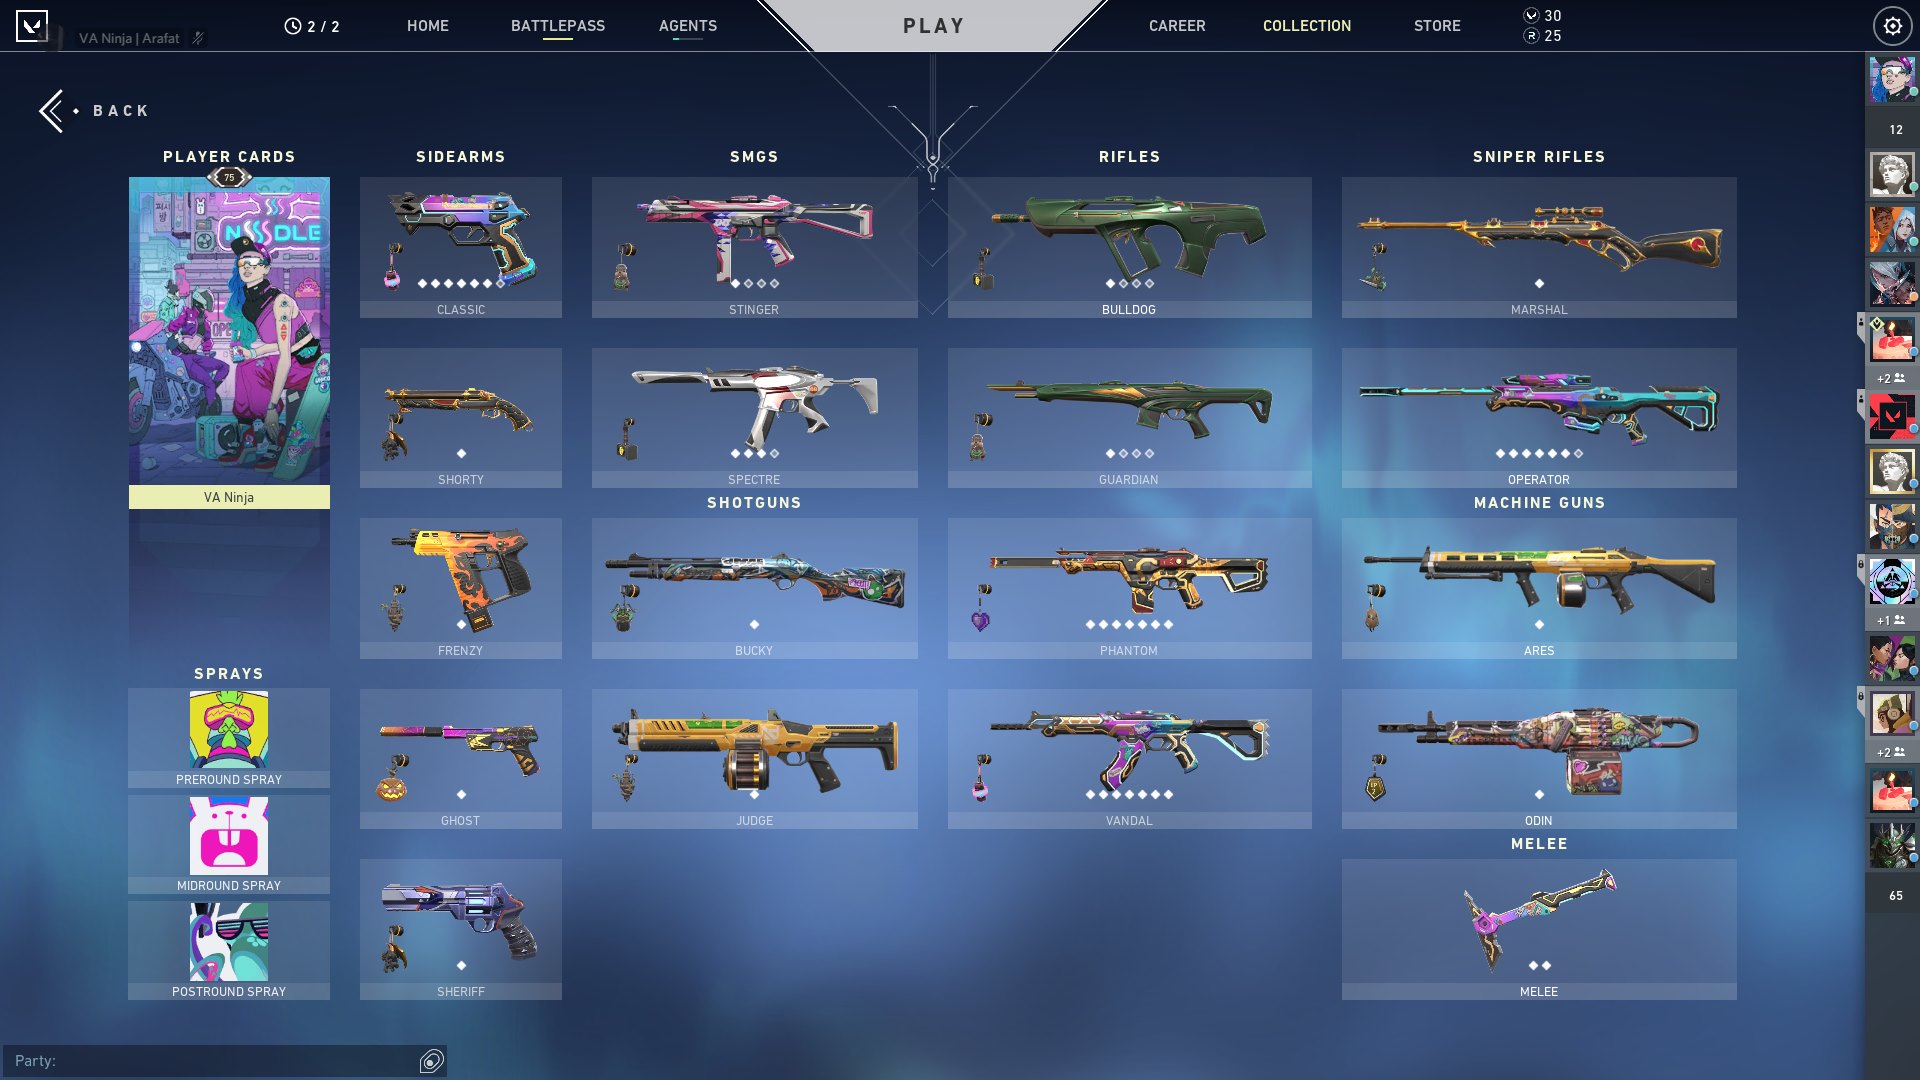 VA Ninja | Arafat
2 / 2
HOME
BATTLEPASS
AGENTS
PLAY
CAREER
COLLECTION
STORE
30
25
BACK
12
PLAYER CARDS
SIDEARMS
SMGS
RIFLES
SNIPER RIFLES
75
NOODLE
VA Ninja
CLASSIC
STINGER
BULLDOG
MARSHAL
+2
SHORTY
SPECTRE
GUARDIAN
OPERATOR
SHOTGUNS
MACHINE GUNS
FRENZY
BUCKY
PHANTOM
ARES
+1
SPRAYS
PREROUND SPRAY
MIDROUND SPRAY
POSTROUND SPRAY
GHOST
JUDGE
VANDAL
ODIN
+2
MELEE
65
SHERIFF
MELEE
Party: